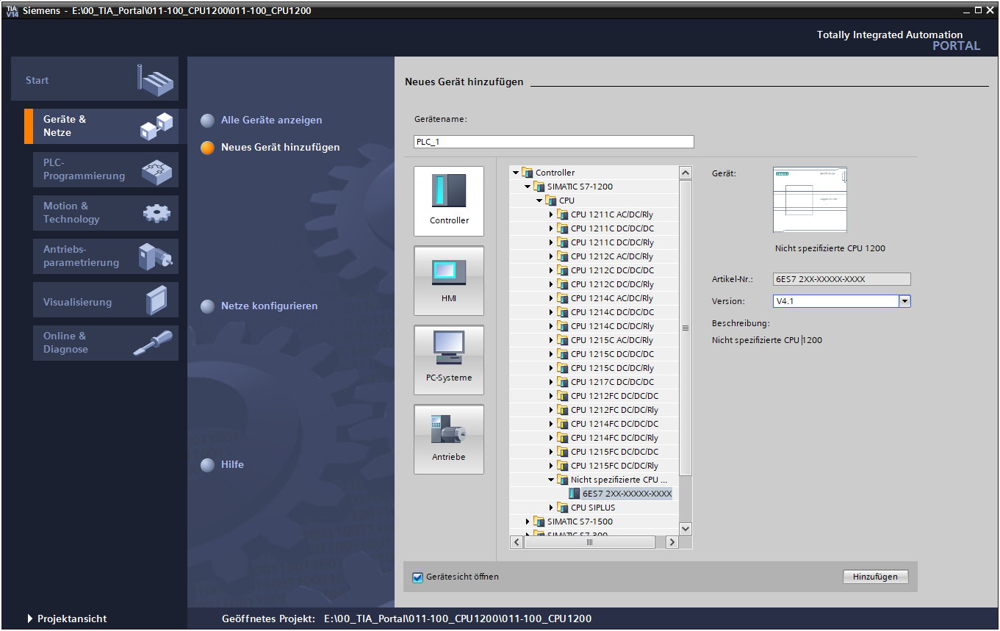 TIA V14 Siemens - E:\00_TIA_Portal\011-100_CPU1200\011-100_CPU1200
Totally Integrated Automation
PORTAL
Start
Geräte &
Netze
PLC-
Programmierung
Motion &
Technology
Antriebs-
parametrierung
Visualisierung
Online &
Diagnose
Alle Geräte anzeigen
Neues Gerät hinzufügen
Netze konfigurieren
Hilfe
Neues Gerät hinzufügen
Gerätename:
PLC_1
Controller
HMI
PC-Systeme
Antriebe
Controller
SIMATIC S7-1200
CPU
CPU 1211C AC/DC/Rly
CPU 1211C DC/DC/DC
CPU 1211C DC/DC/Rly
CPU 1212C AC/DC/Rly
CPU 1212C DC/DC/DC
CPU 1212C DC/DC/Rly
CPU 1214C AC/DC/Rly
CPU 1214C DC/DC/DC
CPU 1214C DC/DC/Rly
CPU 1215C AC/DC/Rly
CPU 1215C DC/DC/DC
CPU 1215C DC/DC/Rly
CPU 1217C DC/DC/DC
CPU 1212FC DC/DC/DC
CPU 1212FC DC/DC/Rly
CPU 1214FC DC/DC/DC
CPU 1214FC DC/DC/Rly
CPU 1215FC DC/DC/DC
CPU 1215FC DC/DC/Rly
Nicht spezifizierte CPU ...
6ES7 2XX-XXXXX-XXXX
CPU SIPLUS
SIMATIC S7-1500
SIMATIC S7-300
Gerät:
Nicht spezifizierte CPU 1200
Artikel-Nr.:
6ES7 2XX-XXXXX-XXXX
Version:
V4.1
Beschreibung:
Nicht spezifizierte CPU 1200
Gerätesicht öffnen
Hinzufügen
Projektansicht
Geöffnetes Projekt: E:\00_TIA_Portal\011-100_CPU1200\011-100_CPU1200